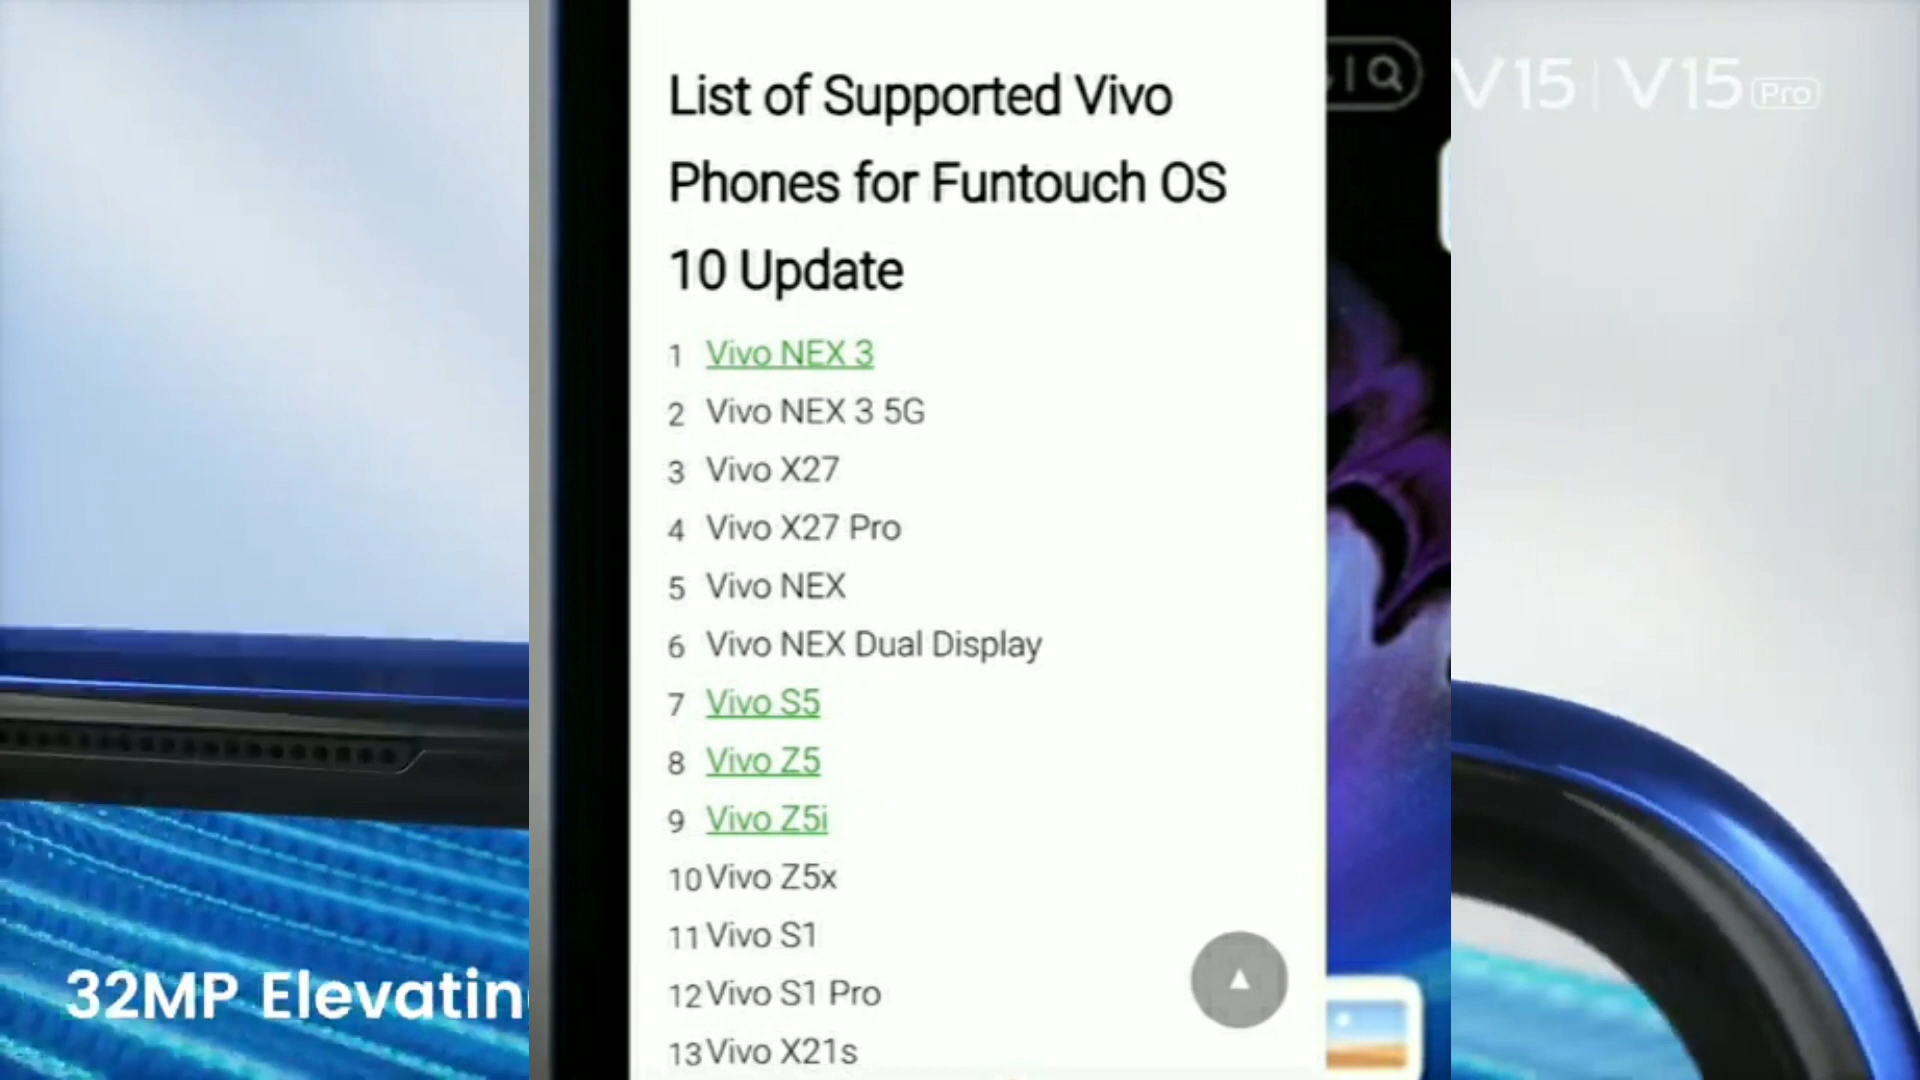 List of Supported Vivo
Phones for Funtouch OS
10 Update
1 Vivo NEX 3
2 Vivo NEX 3 5G
3 Vivo X27
4 Vivo X27 Pro
5 Vivo NEX
6 Vivo NEX Dual Display
7 Vivo S5
8 Vivo Z5
9 Vivo Z5i
10 Vivo Z5x
11 Vivo S1
12 Vivo S1 Pro
13 Vivo X21s
V15 | V15 Pro
32MP Elevatin